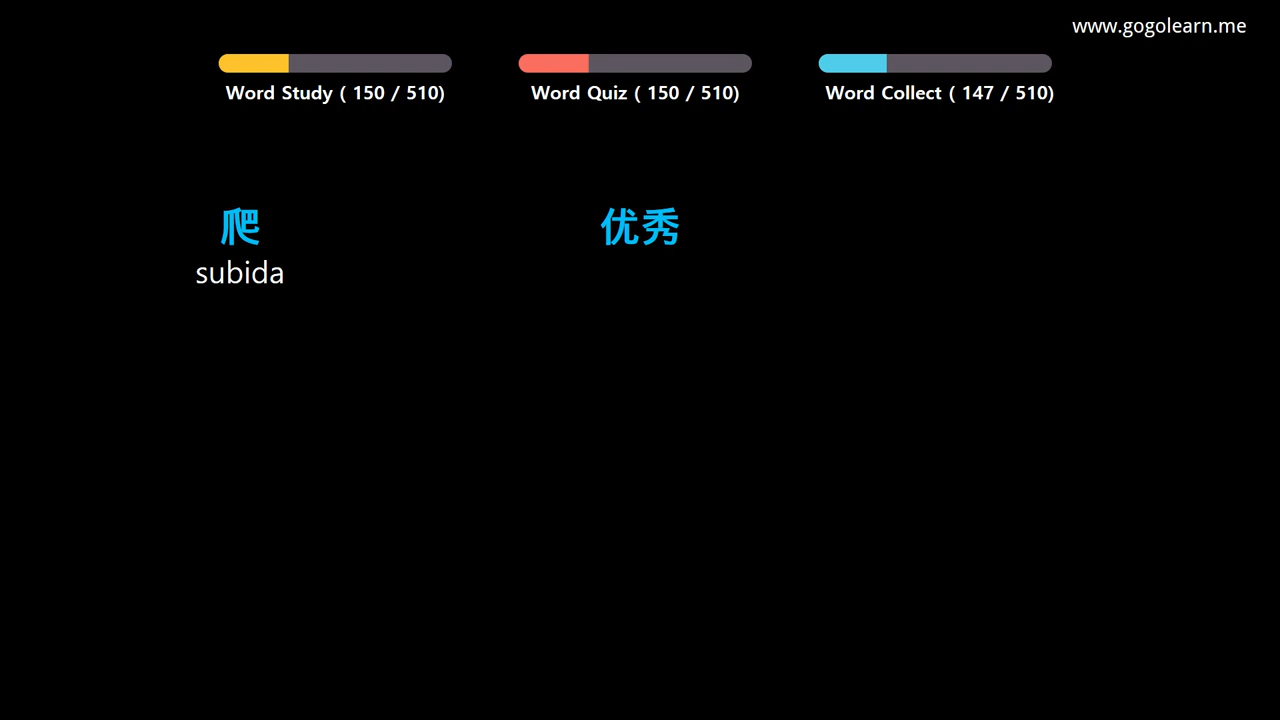 www.gogolearn.me
Word Study ( 150 / 510)
Word Quiz ( 150 / 510)
Word Collect ( 147 / 510)
爬
优秀
subida